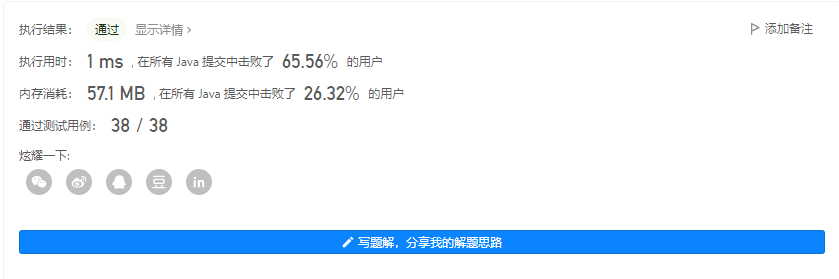 执行结果： 通过 显示详情 > 添加备注
执行用时： 1 ms , 在所有 Java 提交中击败了 65.56% 的用户
内存消耗： 57.1 MB , 在所有 Java 提交中击败了 26.32% 的用户
通过测试用例： 38 / 38
炫耀一下:
豆 in
写题解，分享我的解题思路